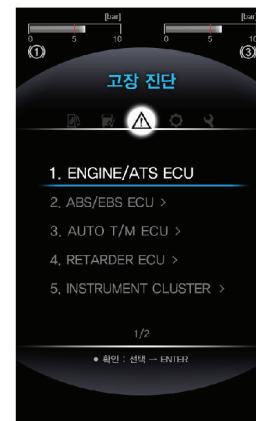 [bar] [bar]
0 5 10 0 5 10
① ③
고장 진단
1. ENGINE/ATS ECU
2. ABS/EBS ECU >
3. AUTO T/M ECU >
4. RETARDER ECU >
5. INSTRUMENT CLUSTER >
1/2
● 확인 : 선택 → ENTER